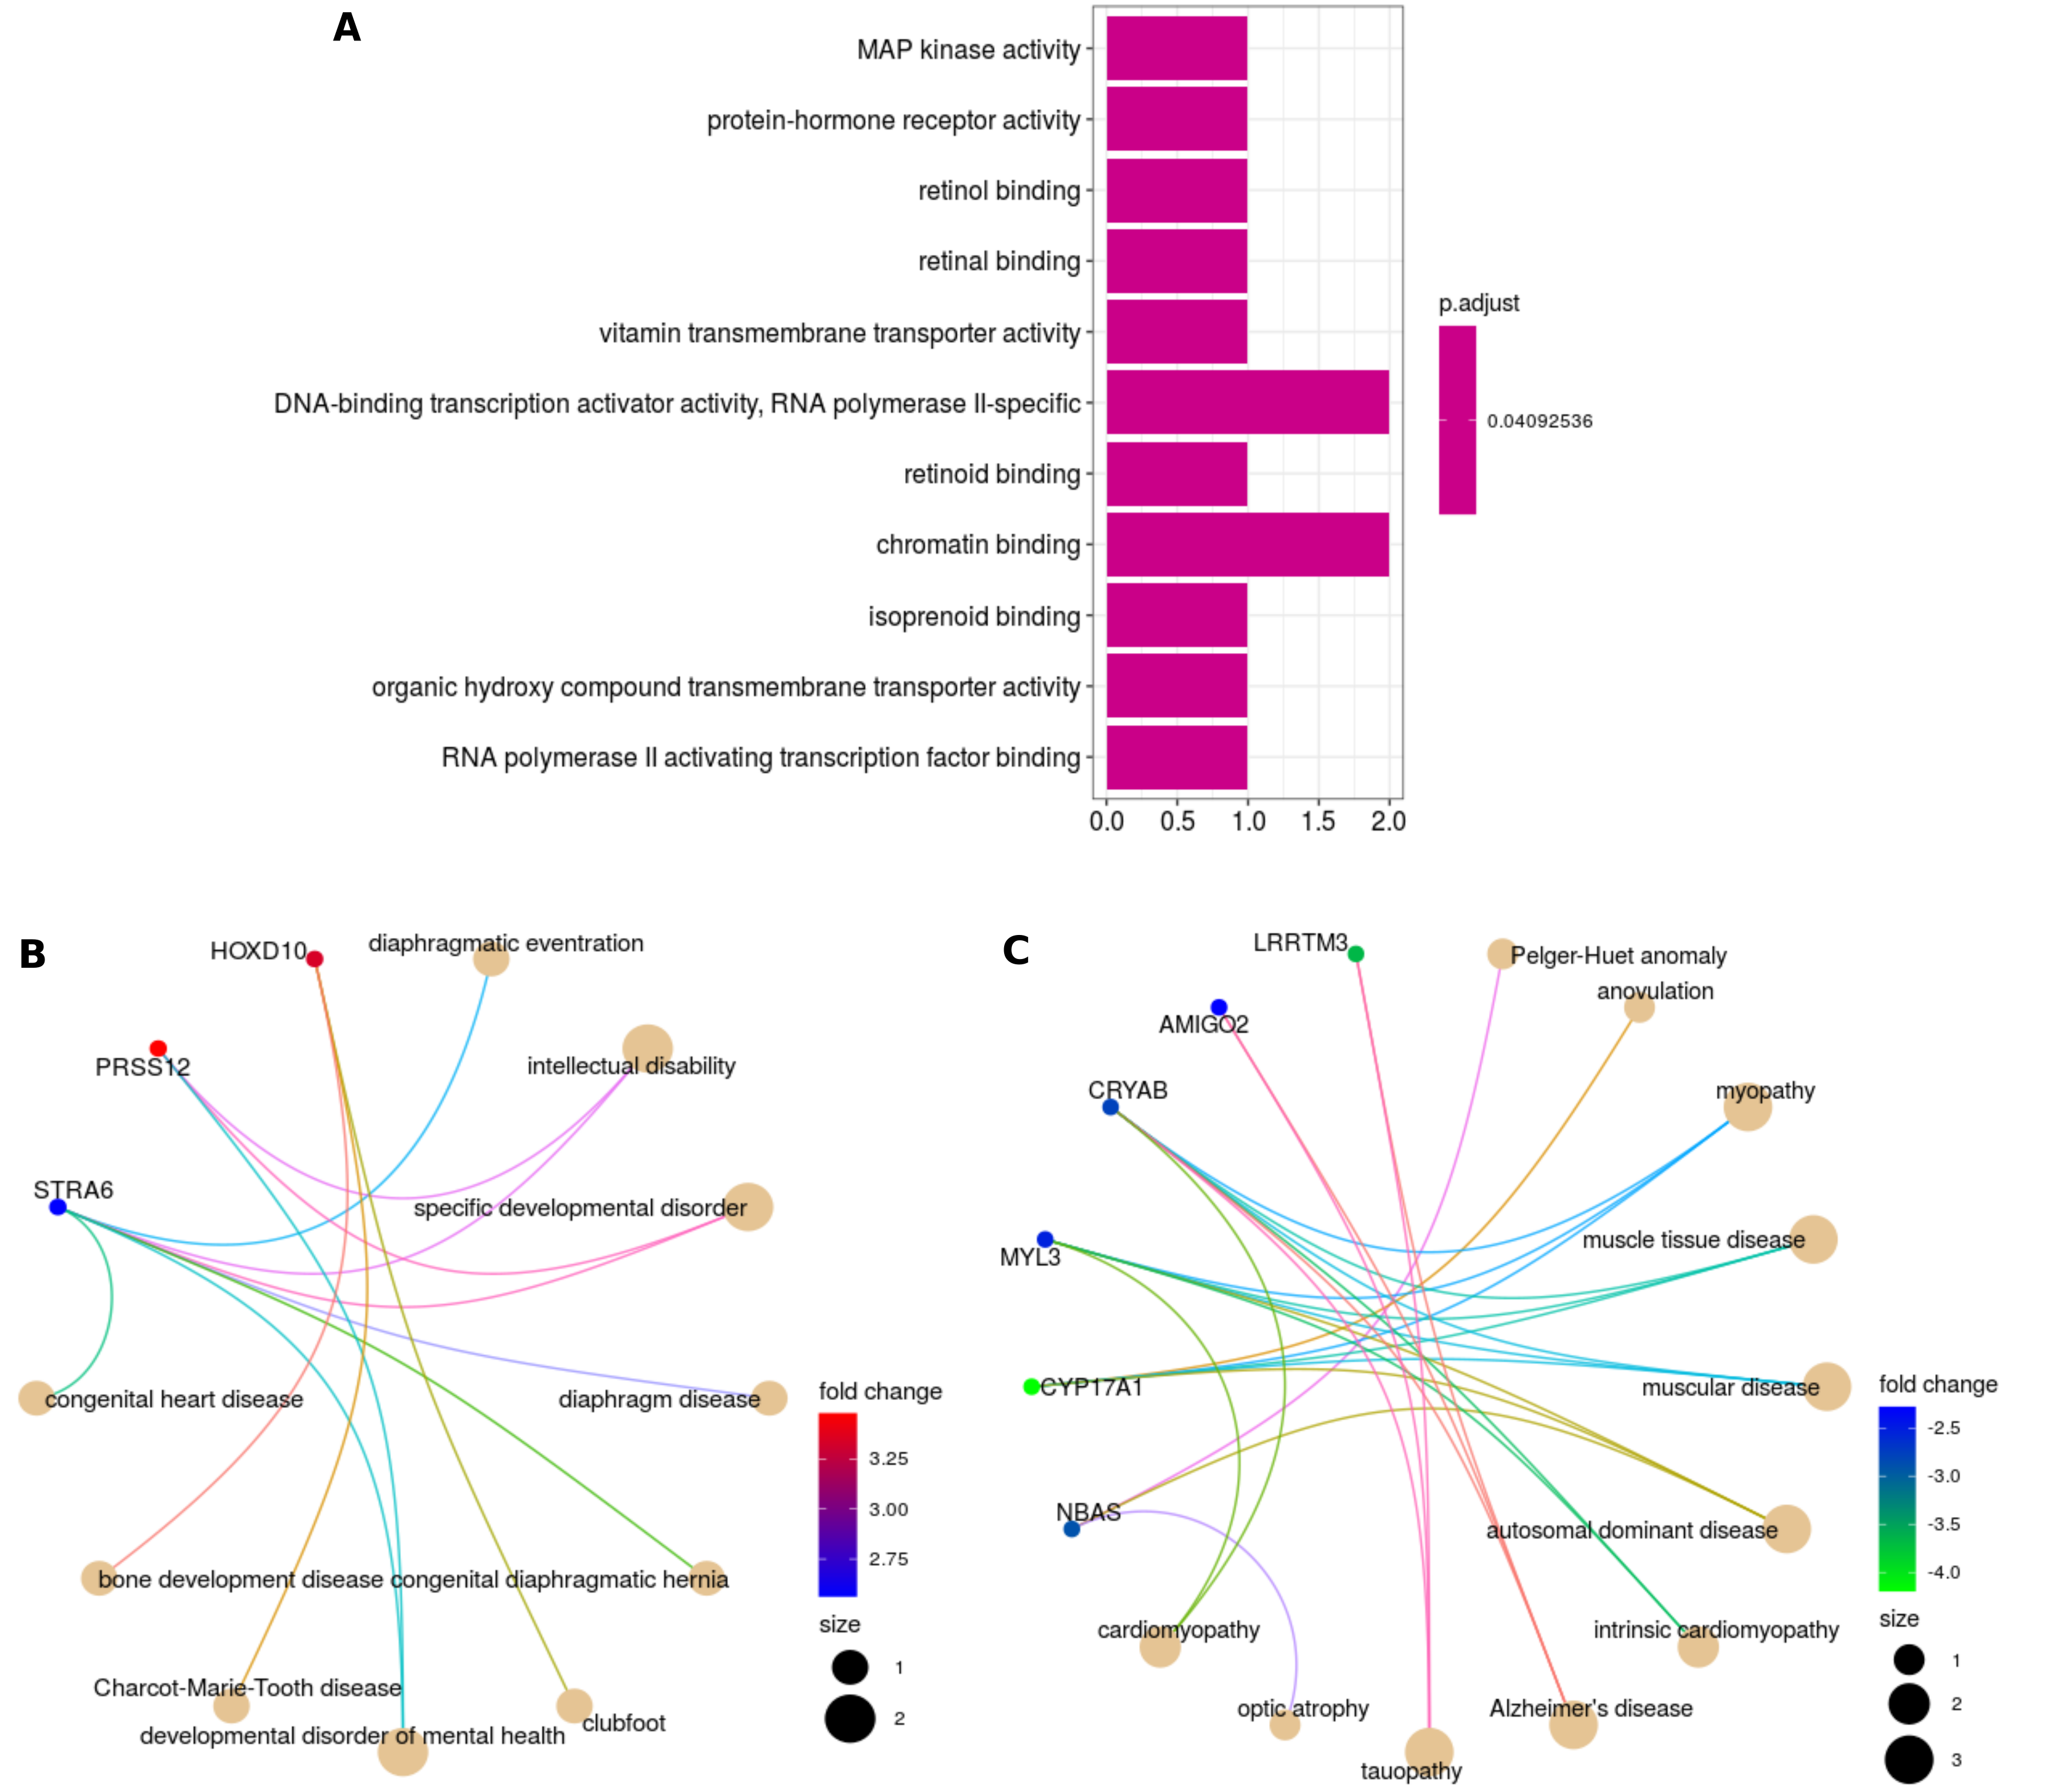 A
MAP kinase activity
protein-hormone receptor activity
retinol binding
retinal binding
vitamin transmembrane transporter activity
DNA-binding transcription activator activity, RNA polymerase II-specific
retinoid binding
chromatin binding
isoprenoid binding
organic hydroxy compound transmembrane transporter activity
RNA polymerase II activating transcription factor binding
0.0 0.5 1.0 1.5 2.0
p.adjust
0.04092536
B
HOXD10
diaphragmatic eventration
PRSS12
intellectual disability
STRA6
specific developmental disorder
congenital heart disease
diaphragm disease
bone development disease
congenital diaphragmatic hernia
Charcot-Marie-Tooth disease
clubfoot
developmental disorder of mental health
fold change
3.25
3.00
2.75
size
1
2
C
LRRTM3
Pelger-Huet anomaly
anovulation
AMIGO2
CRYAB
myopathy
MYL3
muscle tissue disease
CYP17A1
muscular disease
NBAS
autosomal dominant disease
cardiomyopathy
intrinsic cardiomyopathy
optic atrophy
Alzheimer's disease
tauopathy
fold change
-2.5
-3.0
-3.5
-4.0
size
1
2
3